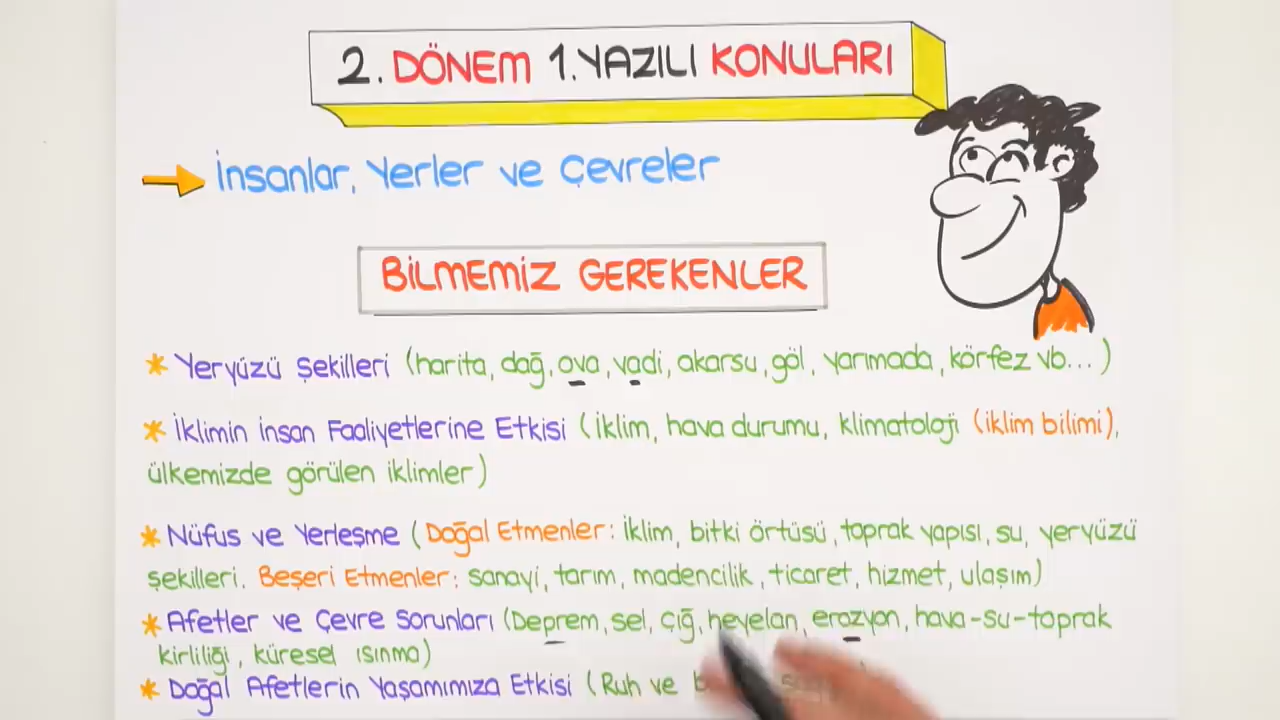 2. DÖNEM 1. YAZILI KONULARI
İnsanlar, Yerler ve Çevreler
BİLMEMİZ GEREKENLER
* Yeryüzü Şekilleri (harita, dağ, ova, vadi, akarsu, göl, yarımada, körfez vb...)
* İklimin İnsan Faaliyetlerine Etkisi (iklim, hava durumu, klimatoloji (iklim bilimi),
ülkemizde görülen iklimler)
* Nüfus ve Yerleşme (Doğal Etmenler: İklim, bitki örtüsü, toprak yapısı, su, yeryüzü
şekilleri. Beşeri Etmenler: sanayi, tarım, madencilik, ticaret, hizmet, ulaşım)
* Afetler ve Çevre Sorunları (Deprem, sel, çığ, heyelan, erozyon, hava-su-toprak
kirliliği, küresel ısınma)
* Doğal Afetlerin Yaşamımıza Etkisi (Ruh ve